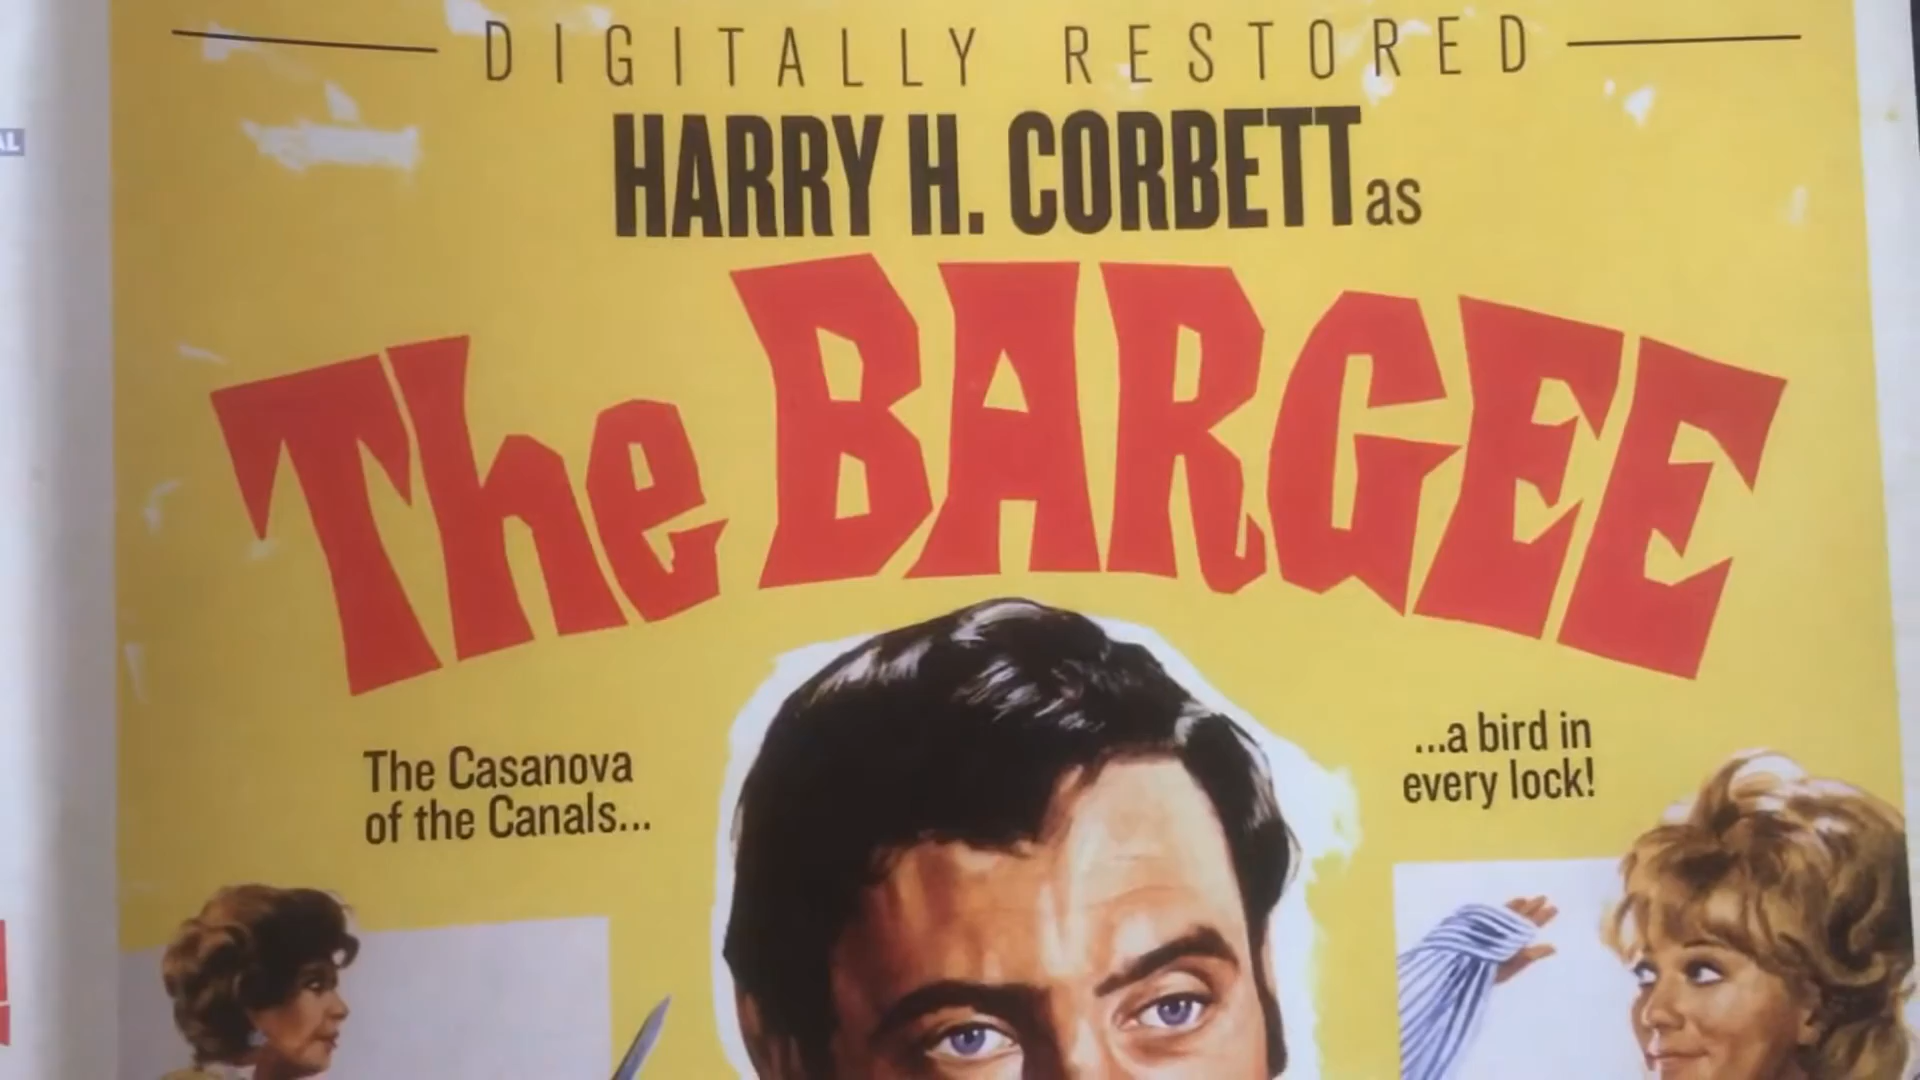 DIGITALLY RESTORED
HARRY H. CORBETT as
The BARGEE
The Casanova
of the Canals...
...a bird in
every lock!